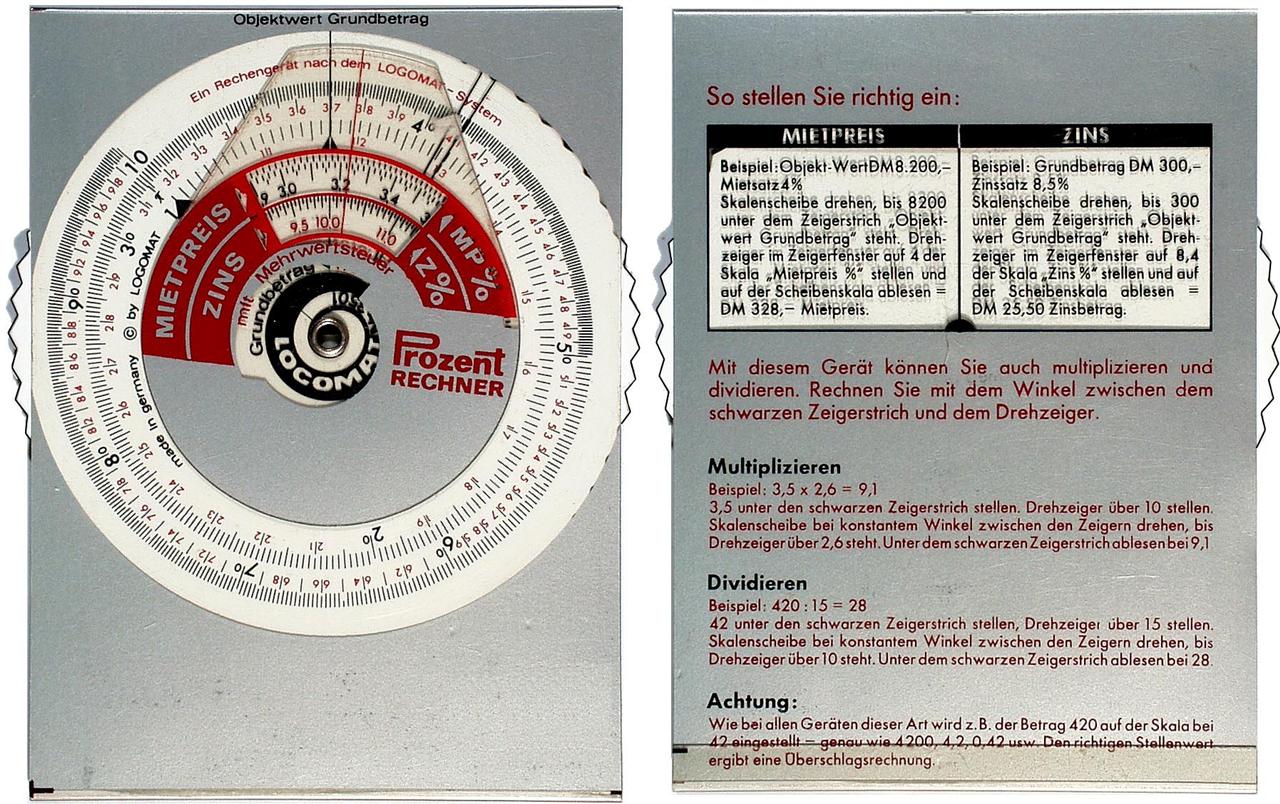 Objektwert Grundbetrag
Ein Rechengerät nach dem LOGOMAT-System
MIETPREIS
ZINS
MP%
Z%
mit Mehrwertsteuer
Grundbetrag
LOGOMAT
Prozent
RECHNER
made in germany © by LOGOMAT
So stellen Sie richtig ein:
MIETPREIS
Beispiel: Objekt-Wert DM 8.200,–
Mietsatz 4%
Skalenscheibe drehen, bis 8200
unter dem Zeigerstrich „Objekt-
wert Grundbetrag“ steht. Dreh-
zeiger im Zeigerfenster auf 4 der
Skala „Mietpreis %“ stellen und
auf der Scheibenskala ablesen =
DM 328,– Mietpreis.
ZINS
Beispiel: Grundbetrag DM 300,–
Zinssatz 8,5%
Skalenscheibe drehen, bis 300
unter dem Zeigerstrich „Objekt-
wert Grundbetrag“ steht. Dreh-
zeiger im Zeigerfenster auf 8,4
der Skala „Zins %“ stellen und auf
der Scheibenskala ablesen =
DM 25,50 Zinsbetrag.
Mit diesem Gerät können Sie auch multiplizieren und
dividieren. Rechnen Sie mit dem Winkel zwischen dem
schwarzen Zeigerstrich und dem Drehzeiger.
Multiplizieren
Beispiel: 3,5 x 2,6 = 9,1
3,5 unter den schwarzen Zeigerstrich stellen. Drehzeiger über 10 stellen.
Skalenscheibe bei konstantem Winkel zwischen den Zeigern drehen, bis
Drehzeiger über 2,6 steht. Unter dem schwarzen Zeigerstrich ablesen bei 9,1
Dividieren
Beispiel: 420 : 15 = 28
42 unter den schwarzen Zeigerstrich stellen, Drehzeiger über 15 stellen.
Skalenscheibe bei konstantem Winkel zwischen den Zeigern drehen, bis
Drehzeiger über 10 steht. Unter dem schwarzen Zeigerstrich ablesen bei 28.
Achtung:
Wie bei allen Geräten dieser Art wird z.B. der Betrag 420 auf der Skala bei
42 eingestellt – genau wie 4200, 4,2, 0,42 usw. Den richtigen Stellenwert
ergibt eine Überschlagsrechnung.